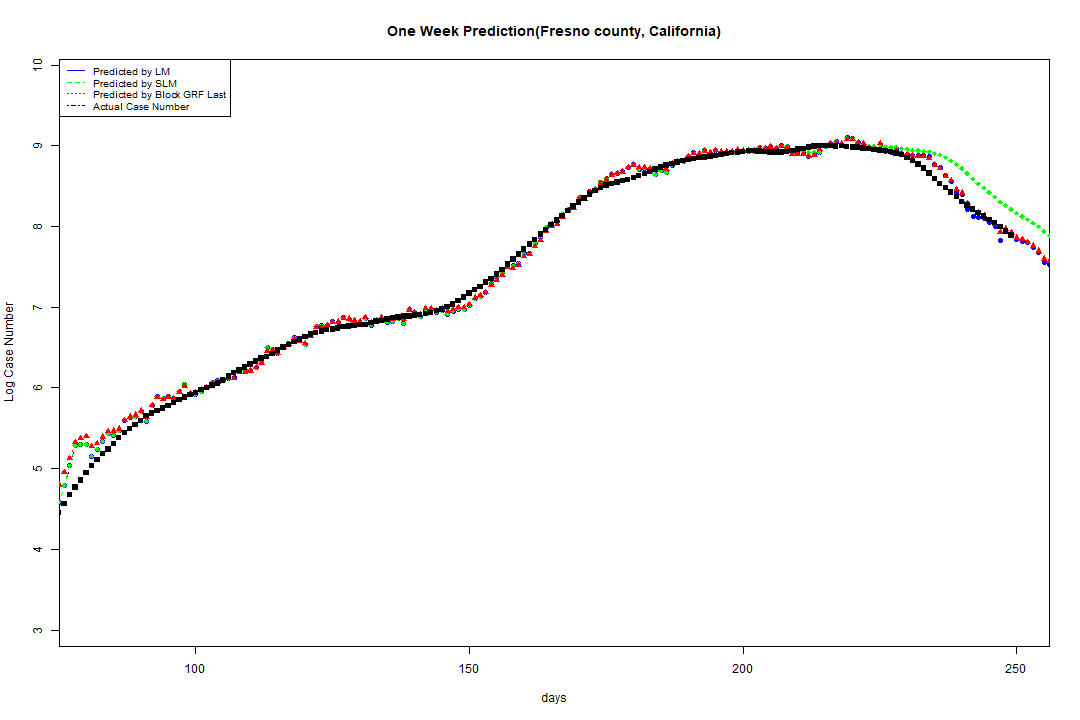 One Week Prediction(Fresno county, California)
Predicted by LM
Predicted by SLM
Predicted by Block GRF Last
Actual Case Number
10
9
8
7
6
5
4
3
Log Case Number
100
150
200
250
days